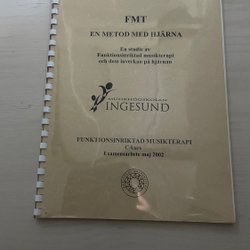 FMT
EN METOD MED HJÄRNA
En studie av
Funktionsinriktad musikterapi
och dess inverkan på hjärnan
MUSIKHÖGSKOLAN
INGESUND
FUNKTIONSINRIKTAD MUSIKTERAPI
Examensarbete maj 2002